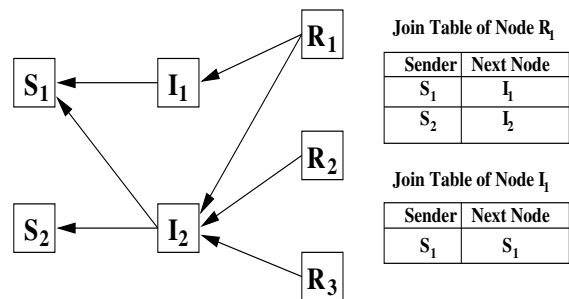 R1
Join Table of Node R1
Sender Next Node
S1 I1
S2 I2
S1
I1
R2
Join Table of Node I1
Sender Next Node
S1 S1
S2
I2
R3